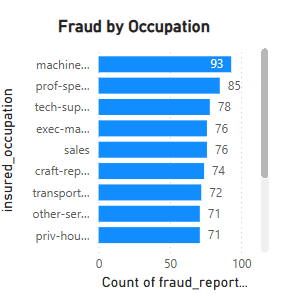 Fraud by Occupation
insured_occupation
machine... 93
prof-spe... 85
tech-sup... 78
exec-ma... 76
sales 76
craft-rep... 74
transport... 72
other-ser... 71
priv-hou... 71
0 50 100
Count of fraud_report...